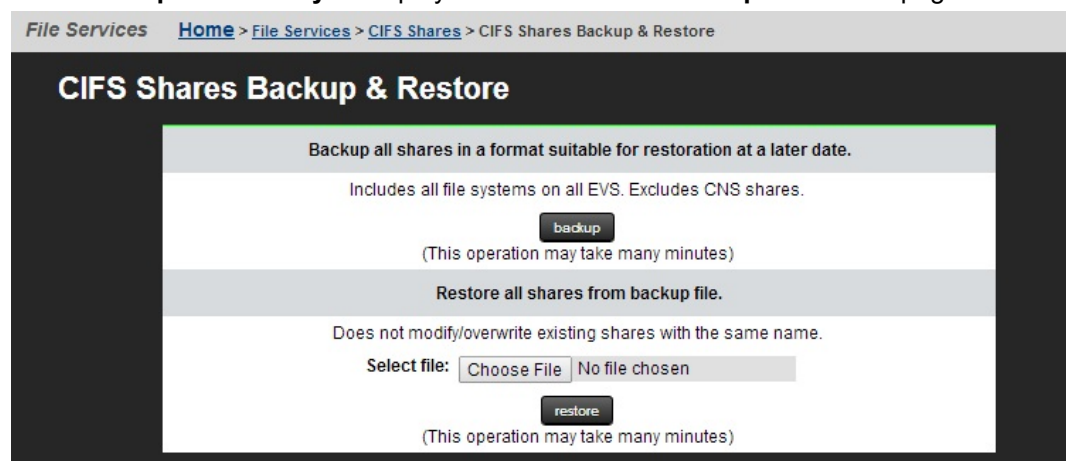 File Services Home > File Services > CIFS Shares > CIFS Shares Backup & Restore
CIFS Shares Backup & Restore
Backup all shares in a format suitable for restoration at a later date.
Includes all file systems on all EVS. Excludes CNS shares.
backup
(This operation may take many minutes)
Restore all shares from backup file.
Does not modify/overwrite existing shares with the same name.
Select file: Choose File No file chosen
restore
(This operation may take many minutes)